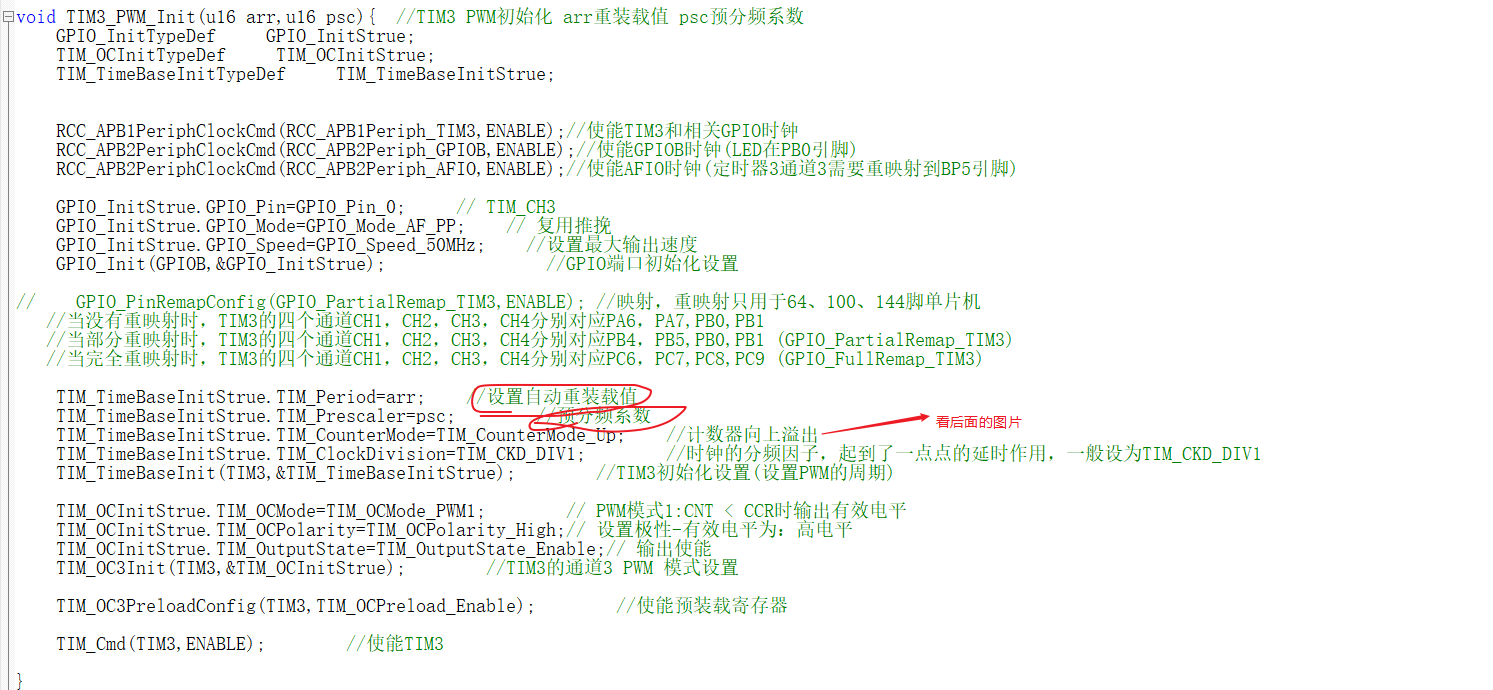 void TIM3_PWM_Init(u16 arr,u16 psc){  //TIM3 PWM初始化 arr重装载值 psc预分频系数
GPIO_InitTypeDef     GPIO_InitStrue;
TIM_OCInitTypeDef     TIM_OCInitStrue;
TIM_TimeBaseInitTypeDef     TIM_TimeBaseInitStrue;
RCC_APB1PeriphClockCmd(RCC_APB1Periph_TIM3,ENABLE);//使能TIM3和相关GPIO时钟
RCC_APB2PeriphClockCmd(RCC_APB2Periph_GPIOB,ENABLE);//使能GPIOB时钟(LED在PB0引脚)
RCC_APB2PeriphClockCmd(RCC_APB2Periph_AFIO,ENABLE);//使能AFIO时钟(定时器3通道3需要重映射到BP5引脚)
GPIO_InitStrue.GPIO_Pin=GPIO_Pin_0;     // TIM_CH3
GPIO_InitStrue.GPIO_Mode=GPIO_Mode_AF_PP;    // 复用推挽
GPIO_InitStrue.GPIO_Speed=GPIO_Speed_50MHz;    //设置最大输出速度
GPIO_Init(GPIOB,&GPIO_InitStrue);                //GPIO端口初始化设置
//    GPIO_PinRemapConfig(GPIO_PartialRemap_TIM3,ENABLE); //映射，重映射只用于64、100、144脚单片机
//当没有重映射时，TIM3的四个通道CH1，CH2，CH3，CH4分别对应PA6，PA7,PB0,PB1
//当部分重映射时，TIM3的四个通道CH1，CH2，CH3，CH4分别对应PB4，PB5,PB0,PB1 (GPIO_PartialRemap_TIM3)
//当完全重映射时，TIM3的四个通道CH1，CH2，CH3，CH4分别对应PC6，PC7,PC8,PC9 (GPIO_FullRemap_TIM3)
TIM_TimeBaseInitStrue.TIM_Period=arr;    //设置自动重装载值
TIM_TimeBaseInitStrue.TIM_Prescaler=psc;        //预分频系数
TIM_TimeBaseInitStrue.TIM_CounterMode=TIM_CounterMode_Up;    //计数器向上溢出 看后面的图片
TIM_TimeBaseInitStrue.TIM_ClockDivision=TIM_CKD_DIV1;        //时钟的分频因子，起到了一点点的延时作用，一般设为TIM_CKD_DIV1
TIM_TimeBaseInit(TIM3,&TIM_TimeBaseInitStrue);        //TIM3初始化设置(设置PWM的周期)
TIM_OCInitStrue.TIM_OCMode=TIM_OCMode_PWM1;        // PWM模式1:CNT < CCR时输出有效电平
TIM_OCInitStrue.TIM_OCPolarity=TIM_OCPolarity_High;// 设置极性-有效电平为：高电平
TIM_OCInitStrue.TIM_OutputState=TIM_OutputState_Enable;// 输出使能
TIM_OC3Init(TIM3,&TIM_OCInitStrue);        //TIM3的通道3 PWM 模式设置
TIM_OC3PreloadConfig(TIM3,TIM_OCPreload_Enable);        //使能预装载寄存器
TIM_Cmd(TIM3,ENABLE);        //使能TIM3
}